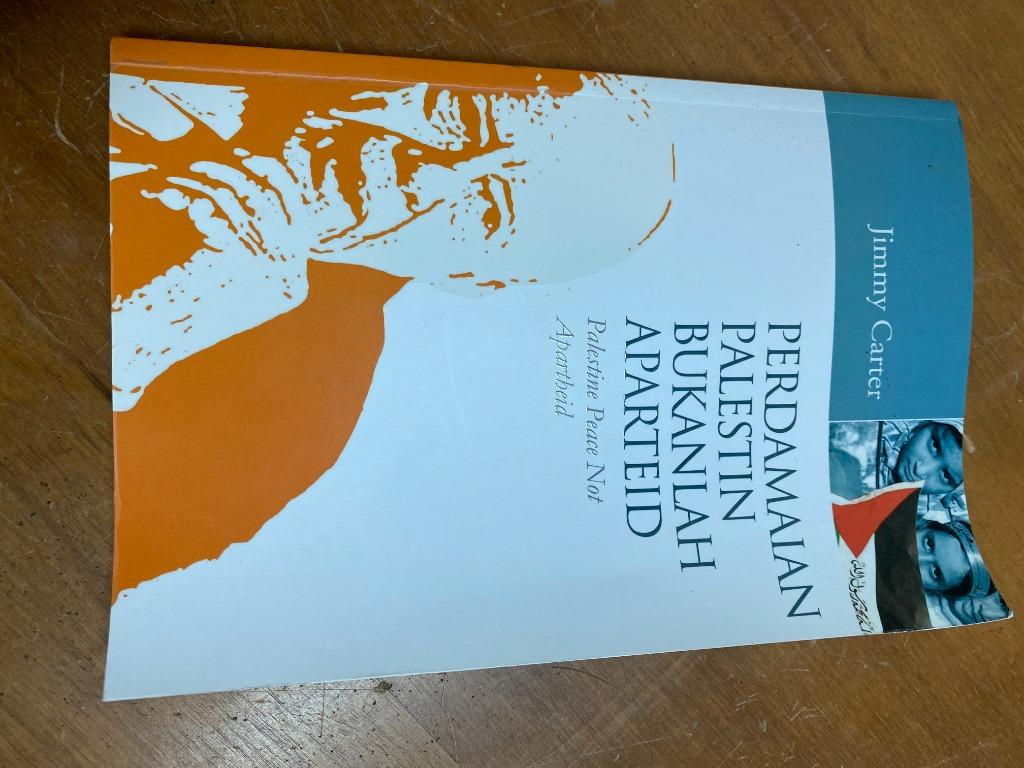 Jimmy Carter
PERDAMAIAN
PALESTIN
BUKANLAH
APARTEID
Palestine Peace Not
Apartheid